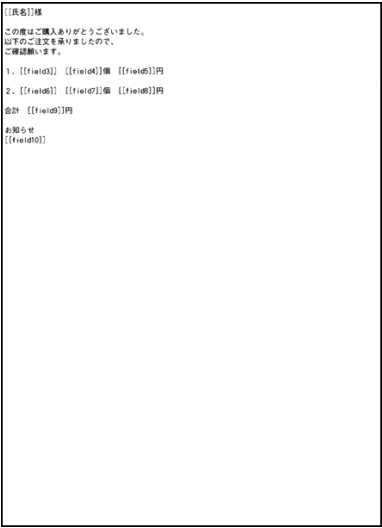 [[氏名]]様
この度はご購入ありがとうございました。
以下のご注文を承りましたので、
ご確認願います。
１．[[field3]]　[[field4]]個　[[field5]]円
２．[[field6]]　[[field7]]個　[[field8]]円
合計　[[field9]]円
お知らせ
[[field10]]